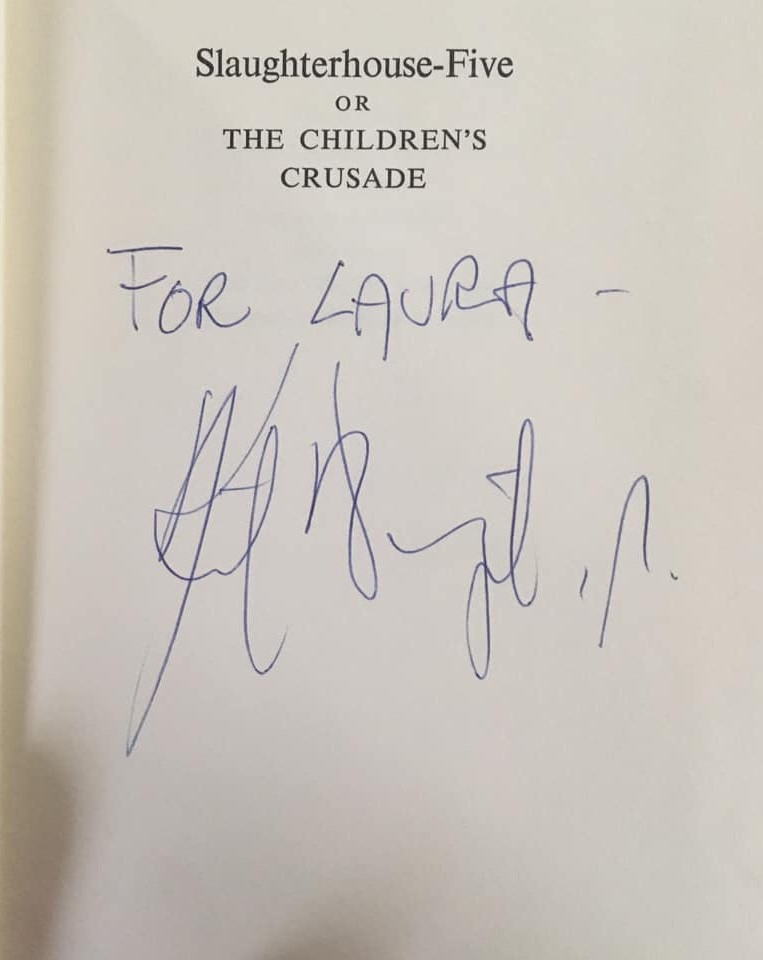 Slaughterhouse-Five
OR
THE CHILDREN'S
CRUSADE
FOR LAURA –